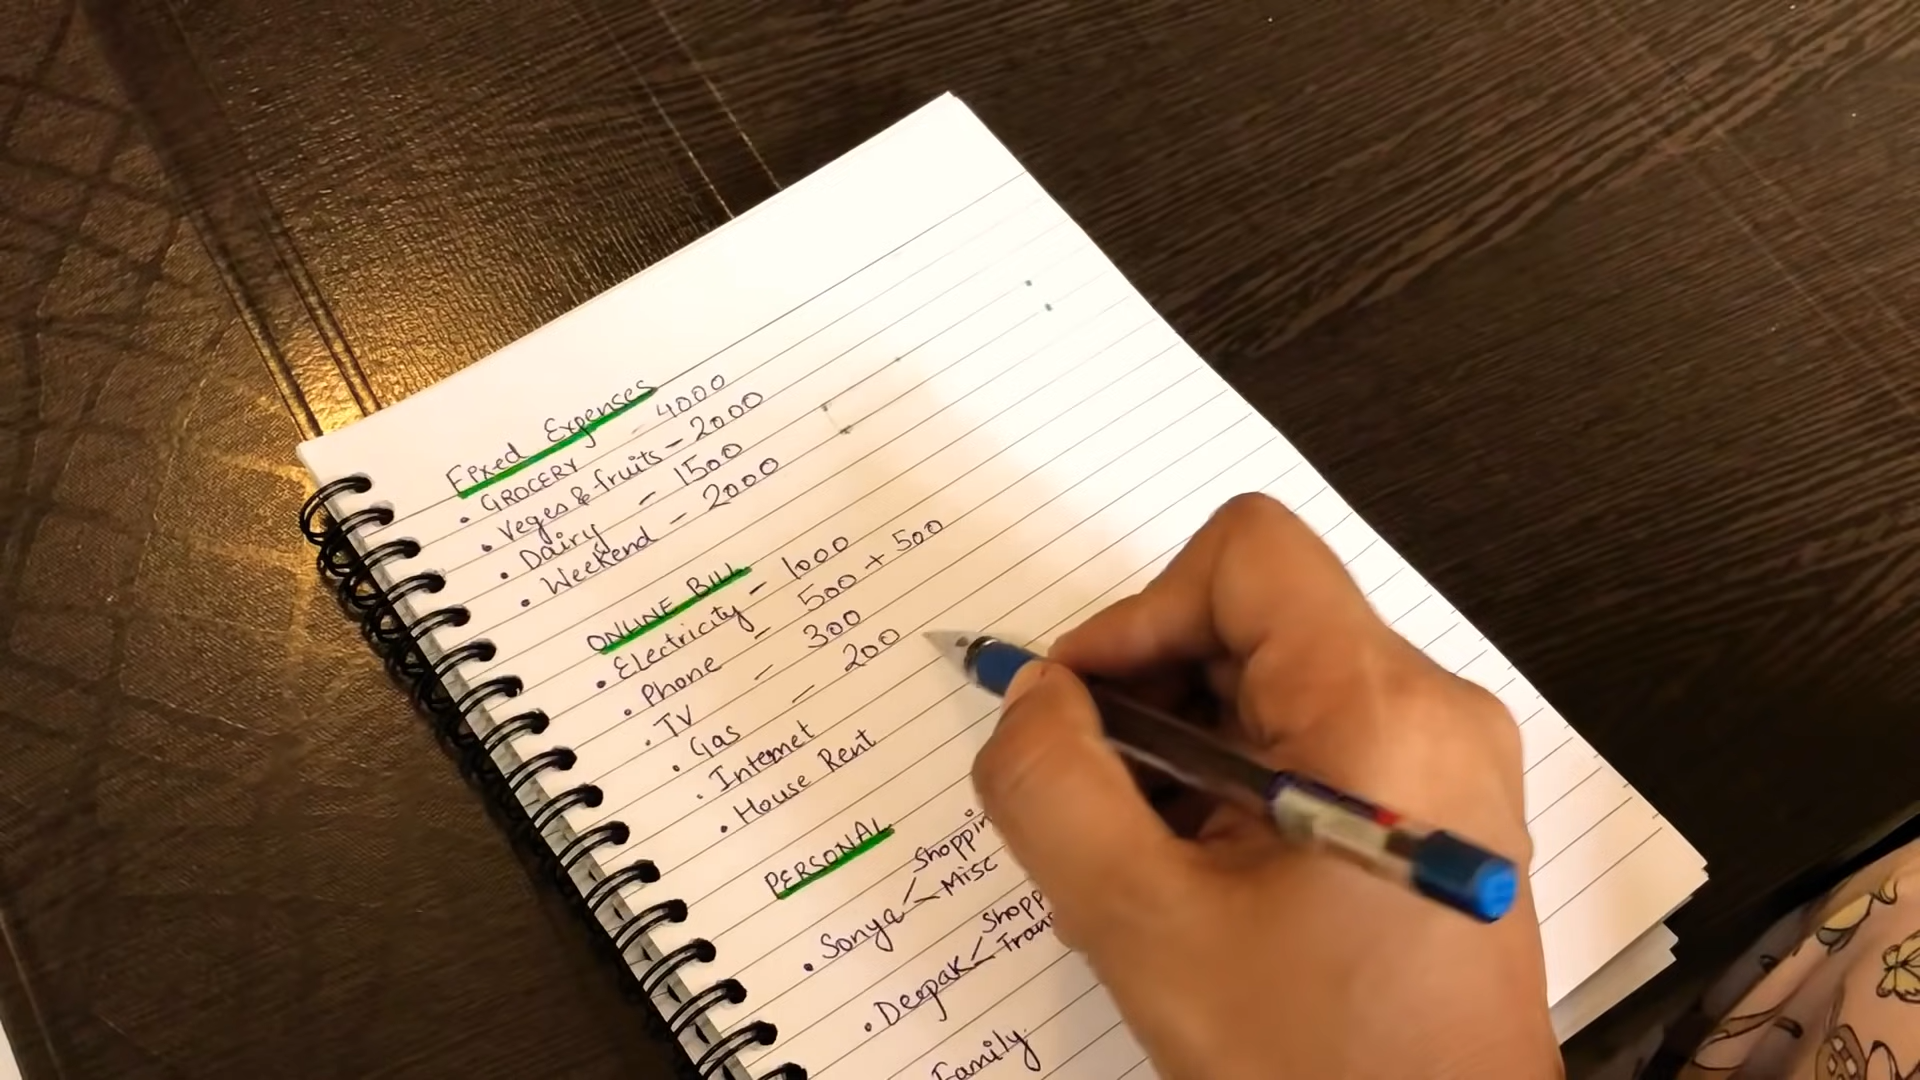 Fixed Expenses
• GROCERY - 4000
• Veges & fruits - 2000
• Dairy - 1500
• Weekend - 2000
ONLINE BILL
• Electricity - 1000
• Phone - 500 + 500
• TV - 300
• Gas - 200
• Internet
• House Rent
PERSONAL
Shoppin
• Sonya < Misc
Shopp
• Deepak < Tran
Family